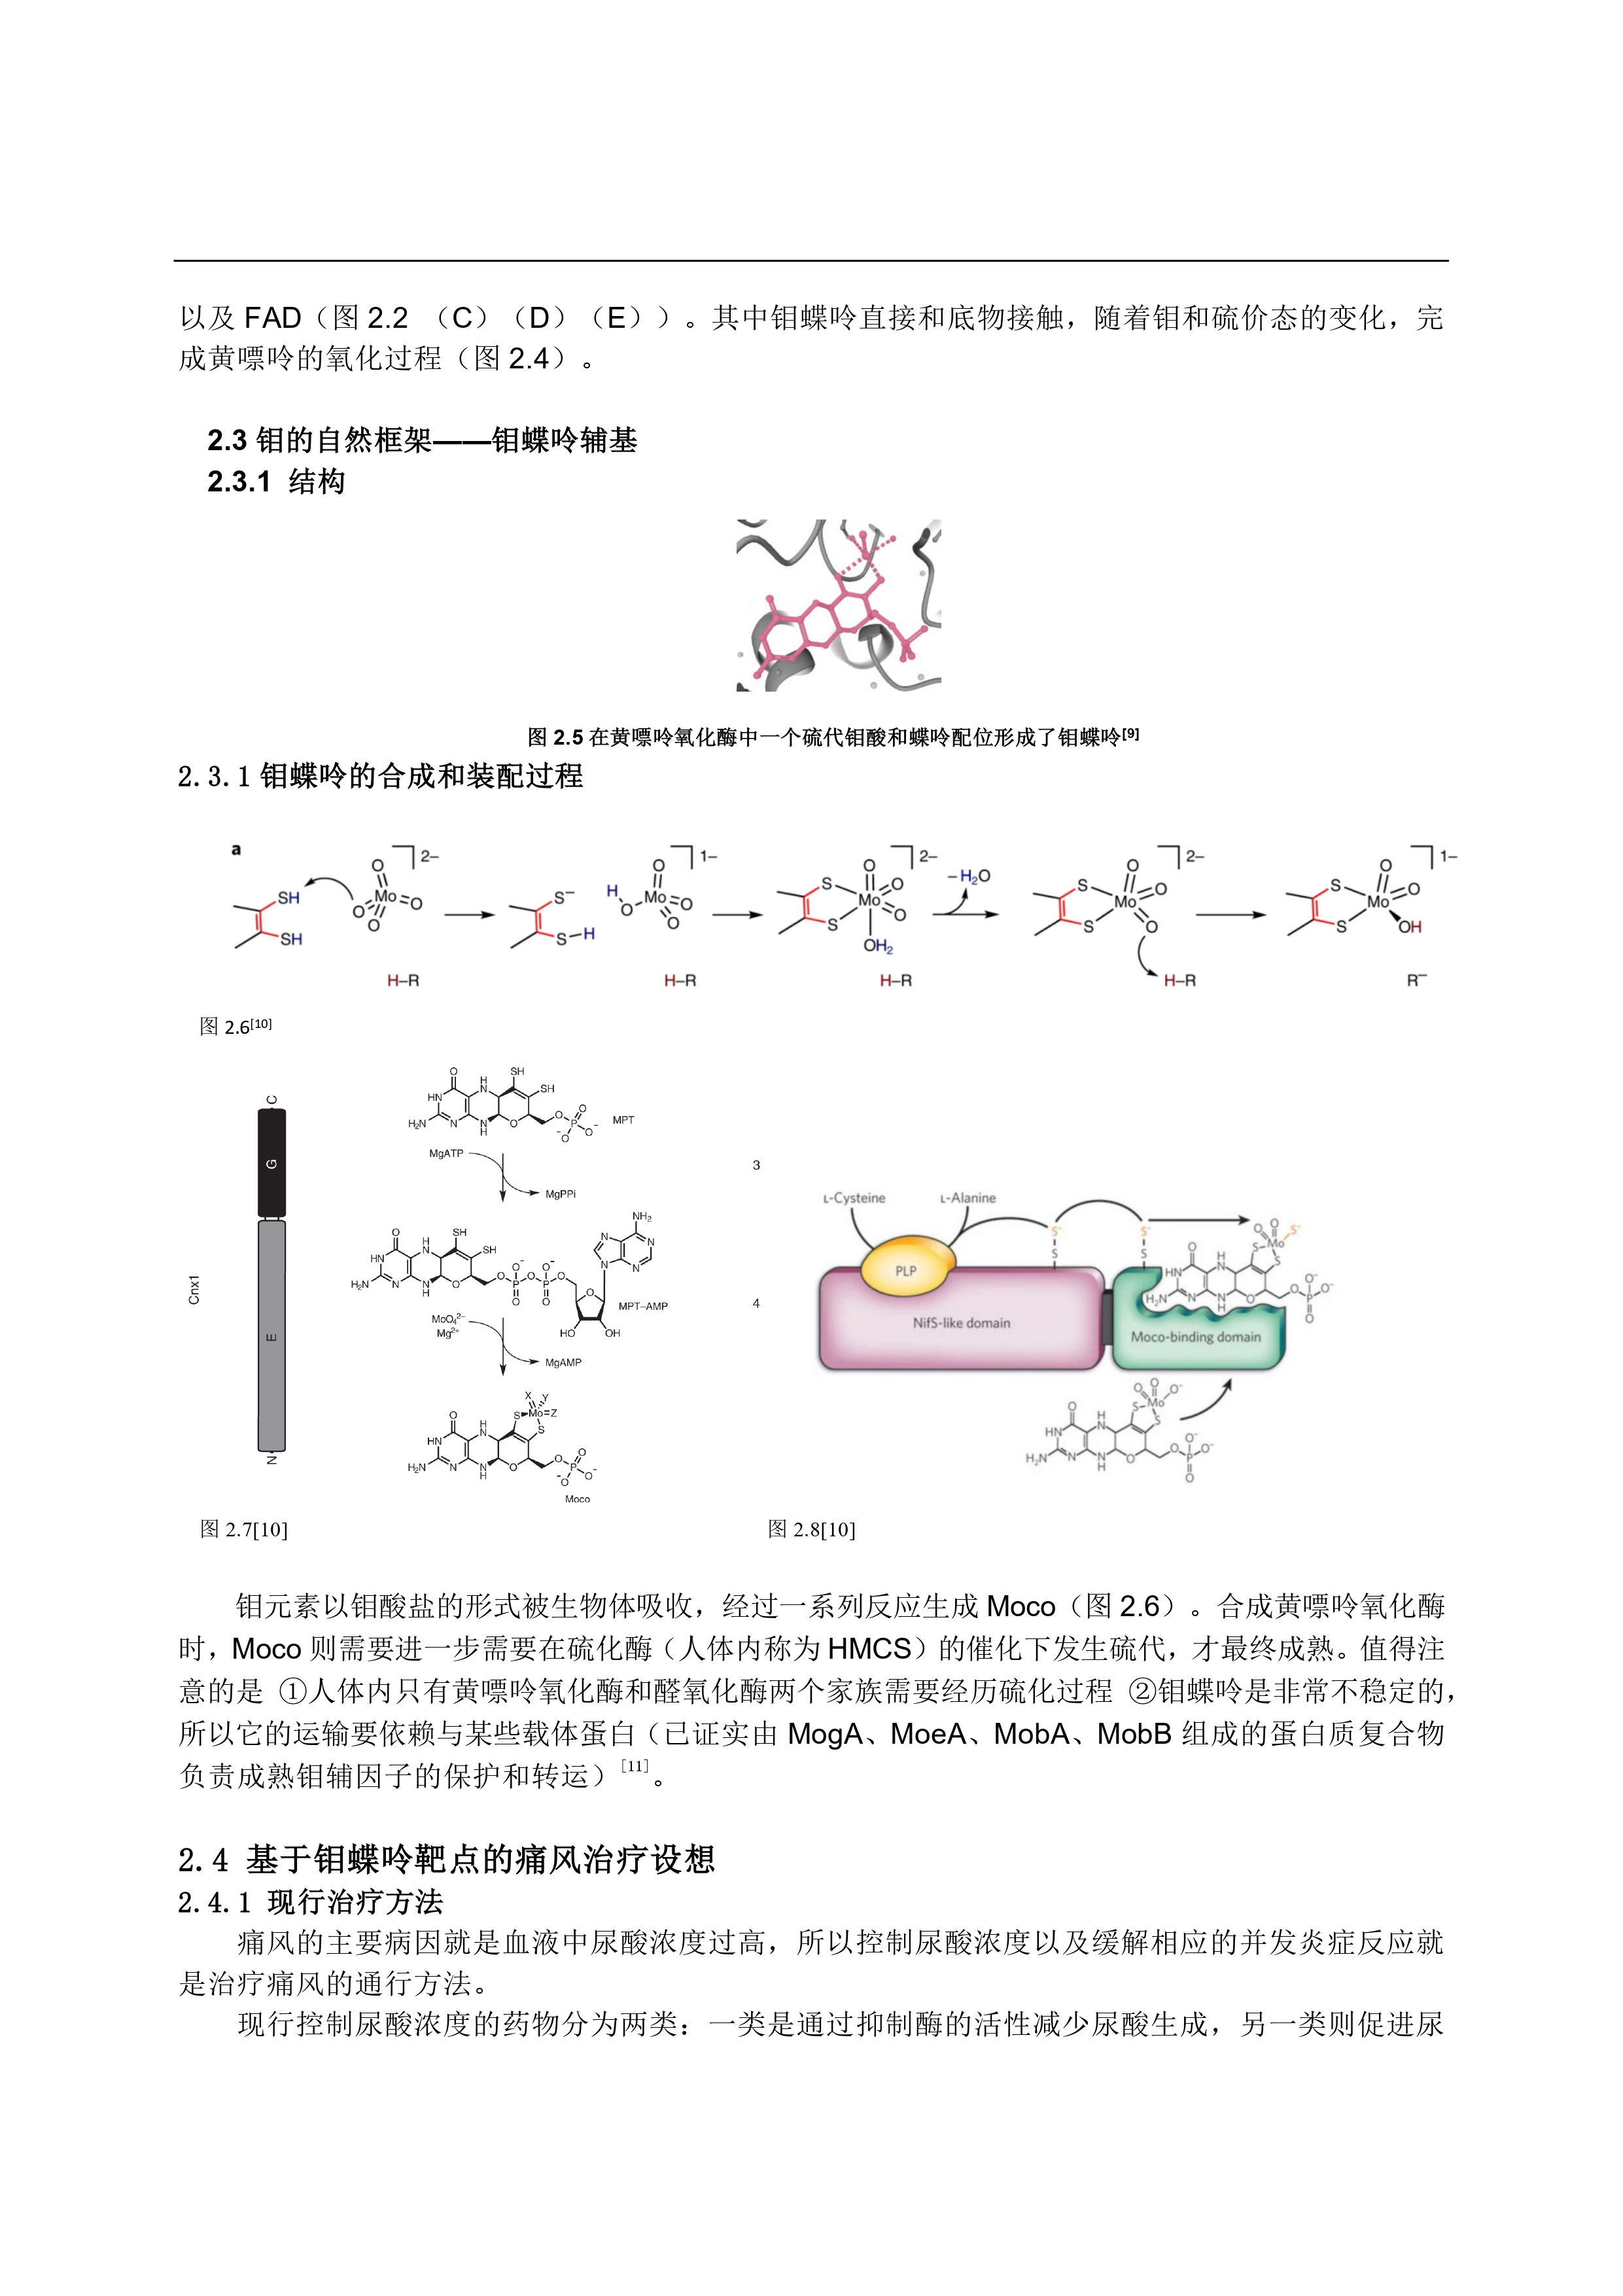 以及 FAD（图 2.2 （C）（D）（E））。其中钼蝶呤直接和底物接触，随着钼和硫价态的变化，完
成黄嘌呤的氧化过程（图 2.4）。
2.3 钼的自然框架——钼蝶呤辅基
2.3.1 结构
图 2.5 在黄嘌呤氧化酶中一个硫代钼酸和蝶呤配位形成了钼蝶呤[9]
2.3.1 钼蝶呤的合成和装配过程
a
SH
SH
O
O
Mo
O
O
2–
H–R
S–
S–H
H
O
Mo
O
O
O
1–
H–R
S
S
Mo
O
O
O
OH2
2–
H–R
– H2O
S
S
Mo
O
O
O
2–
H–R
S
S
Mo
O
O
OH
1–
R–
图 2.6[10]
C
G
E
N
Cnx1
O
HN
H2N
N
H
N
N
H
O
SH
SH
O
P
O
O–
–O
MPT
MgATP
MgPPi
3
O
HN
H2N
N
H
N
N
H
O
SH
SH
O
P
O–
O
O
P
O–
O
O
NH2
N
N
N
N
O
HO
OH
MPT–AMP
MoO4 2–
Mg2+
MgAMP
4
X
Y
S
Mo=Z
S
O
HN
H2N
N
H
N
N
H
O
O
P
O
O–
–O
Moco
L-Cysteine
L-Alanine
PLP
S–
S
S–
S
NifS-like domain
Moco-binding domain
O
O
Mo
S–
S
S
O
HN
H2N
N
H
N
N
H
O
O
P
O–
O–
O
O
O
O–
Mo
S
S
O
HN
H2N
N
H
N
N
H
O
O
P
O–
O–
O
图 2.7[10]
图 2.8[10]
钼元素以钼酸盐的形式被生物体吸收，经过一系列反应生成 Moco（图 2.6）。合成黄嘌呤氧化酶
时，Moco 则需要进一步需要在硫化酶（人体内称为 HMCS）的催化下发生硫代，才最终成熟。值得注
意的是 ①人体内只有黄嘌呤氧化酶和醛氧化酶两个家族需要经历硫化过程 ②钼蝶呤是非常不稳定的，
所以它的运输要依赖与某些载体蛋白（已证实由 MogA、MoeA、MobA、MobB 组成的蛋白质复合物
负责成熟钼辅因子的保护和转运）[11]。
2.4 基于钼蝶呤靶点的痛风治疗设想
2.4.1 现行治疗方法
痛风的主要病因就是血液中尿酸浓度过高，所以控制尿酸浓度以及缓解相应的并发炎症反应就
是治疗痛风的通行方法。
现行控制尿酸浓度的药物分为两类：一类是通过抑制酶的活性减少尿酸生成，另一类则促进尿